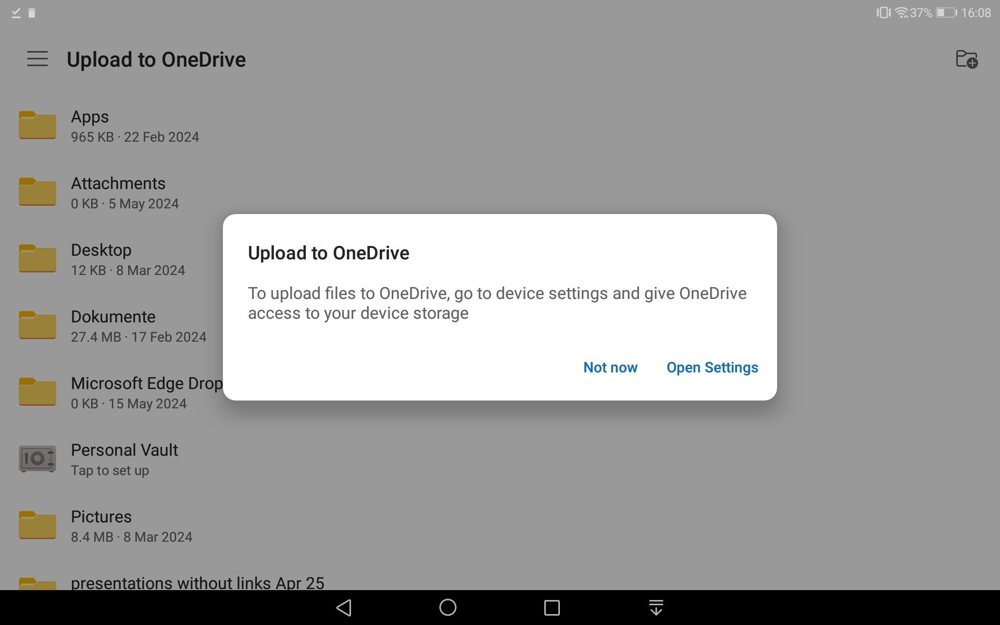 37% 16:08
Upload to OneDrive
Apps
965 KB · 22 Feb 2024
Attachments
0 KB · 5 May 2024
Desktop
12 KB · 8 Mar 2024
Dokumente
27.4 MB · 17 Feb 2024
Microsoft Edge Drop
0 KB · 15 May 2024
Personal Vault
Tap to set up
Pictures
8.4 MB · 8 Mar 2024
presentations without links Apr 25
Upload to OneDrive
To upload files to OneDrive, go to device settings and give OneDrive
access to your device storage
Not now Open Settings